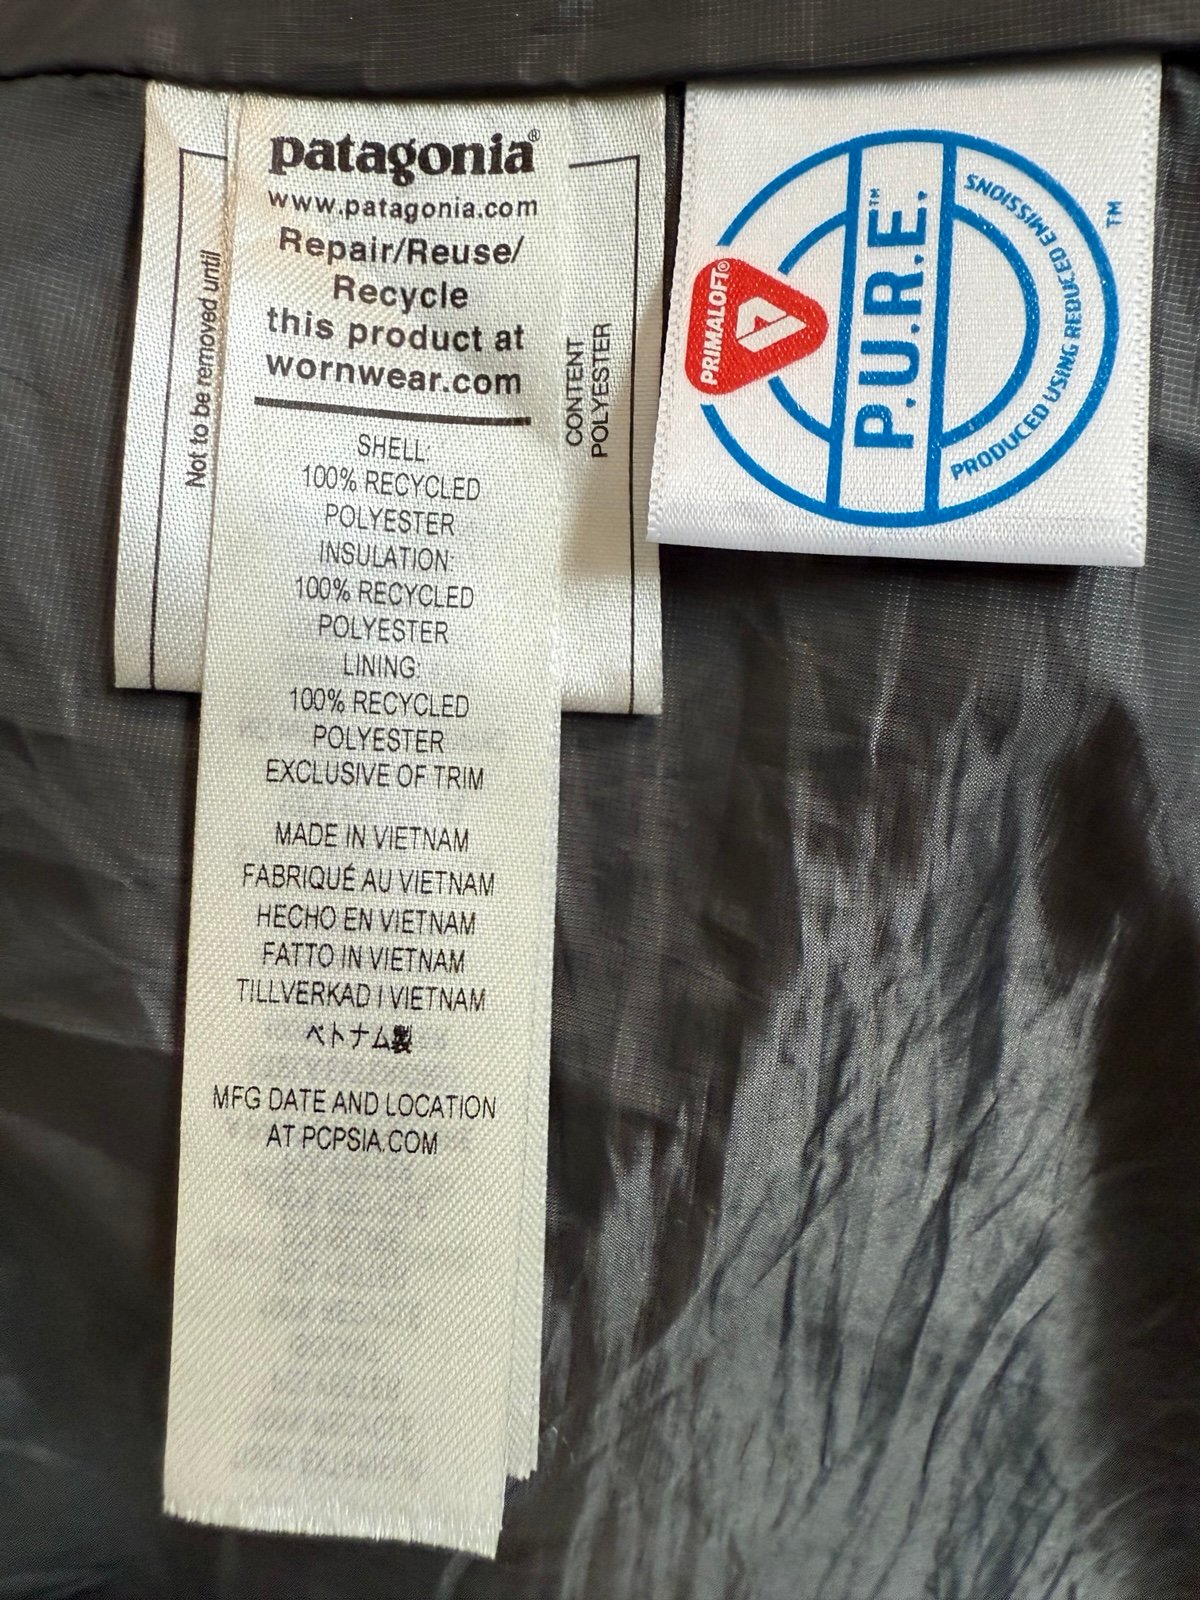 patagonia®
www.patagonia.com
Repair/Reuse/
Recycle
this product at
wornwear.com
SHELL:
100% RECYCLED
POLYESTER
INSULATION:
100% RECYCLED
POLYESTER
LINING:
100% RECYCLED
POLYESTER
EXCLUSIVE OF TRIM
MADE IN VIETNAM
FABRIQUÉ AU VIETNAM
HECHO EN VIETNAM
FATTO IN VIETNAM
TILLVERKAD I VIETNAM
ベトナム製
MFG DATE AND LOCATION
AT PCPSIA.COM
Not to be removed until
CONTENT
POLYESTER
PRIMALOFT®
P.U.R.E.™
PRODUCED USING REDUCED EMISSIONS
™